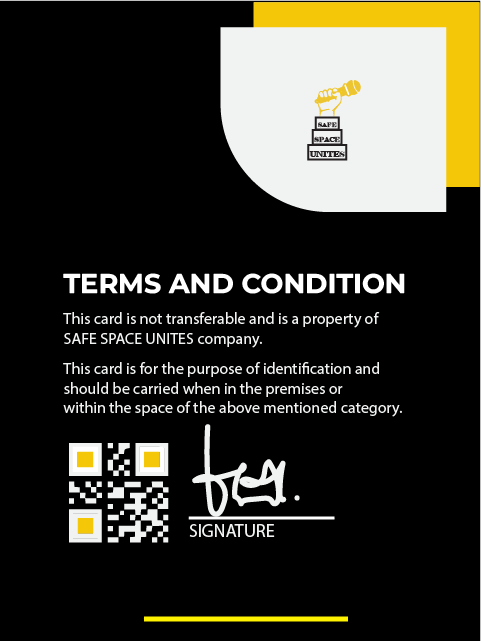 SAFE
SPACE
UNITES
TERMS AND CONDITION
This card is not transferable and is a property of
SAFE SPACE UNITES company.
This card is for the purpose of identification and
should be carried when in the premises or
within the space of the above mentioned category.
SIGNATURE